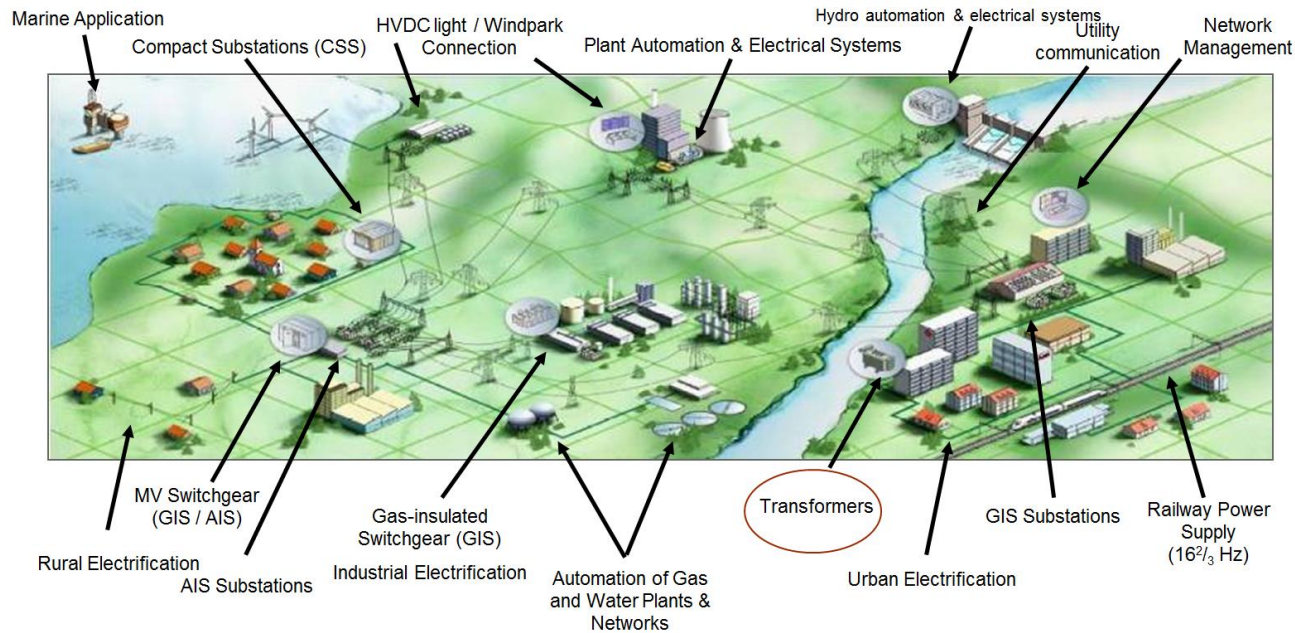 Marine Application
Compact Substations (CSS)
HVDC light / Windpark
Connection
Plant Automation & Electrical Systems
Hydro automation & electrical systems
Utility
communication
Network
Management
MV Switchgear
(GIS / AIS)
Rural Electrification
AIS Substations
Gas-insulated
Switchgear (GIS)
Industrial Electrification
Automation of Gas
and Water Plants &
Networks
Transformers
Urban Electrification
GIS Substations
Railway Power
Supply
(16²/₃ Hz)